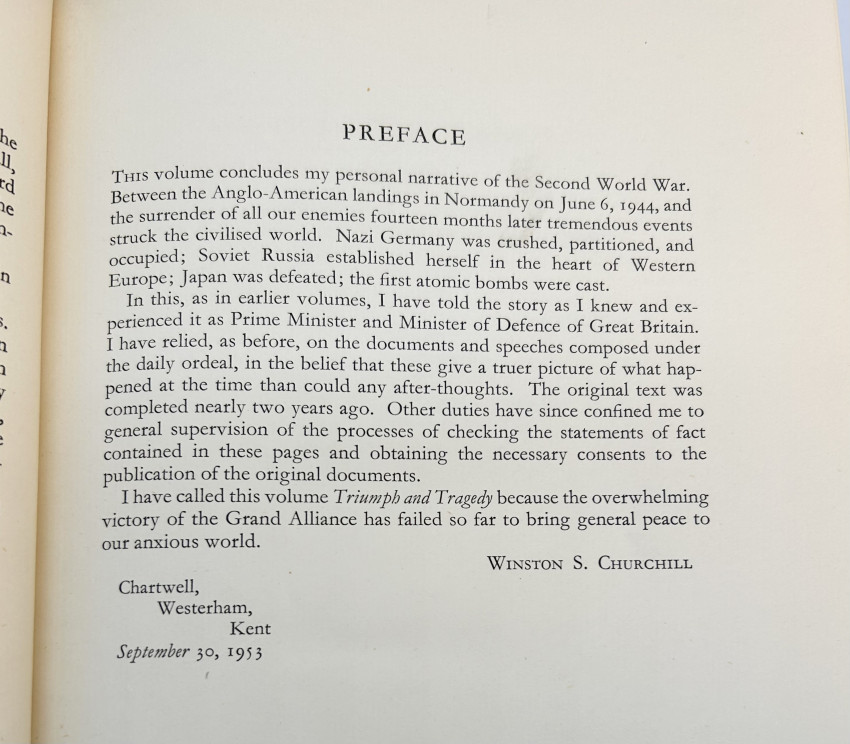 PREFACE
THIS volume concludes my personal narrative of the Second World War.
Between the Anglo-American landings in Normandy on June 6, 1944, and
the surrender of all our enemies fourteen months later tremendous events
struck the civilised world. Nazi Germany was crushed, partitioned, and
occupied; Soviet Russia established herself in the heart of Western
Europe; Japan was defeated; the first atomic bombs were cast.
In this, as in earlier volumes, I have told the story as I knew and ex-
perienced it as Prime Minister and Minister of Defence of Great Britain.
I have relied, as before, on the documents and speeches composed under
the daily ordeal, in the belief that these give a truer picture of what hap-
pened at the time than could any after-thoughts. The original text was
completed nearly two years ago. Other duties have since confined me to
general supervision of the processes of checking the statements of fact
contained in these pages and obtaining the necessary consents to the
publication of the original documents.
I have called this volume Triumph and Tragedy because the overwhelming
victory of the Grand Alliance has failed so far to bring general peace to
our anxious world.
WINSTON S. CHURCHILL
Chartwell,
Westerham,
Kent
September 30, 1953